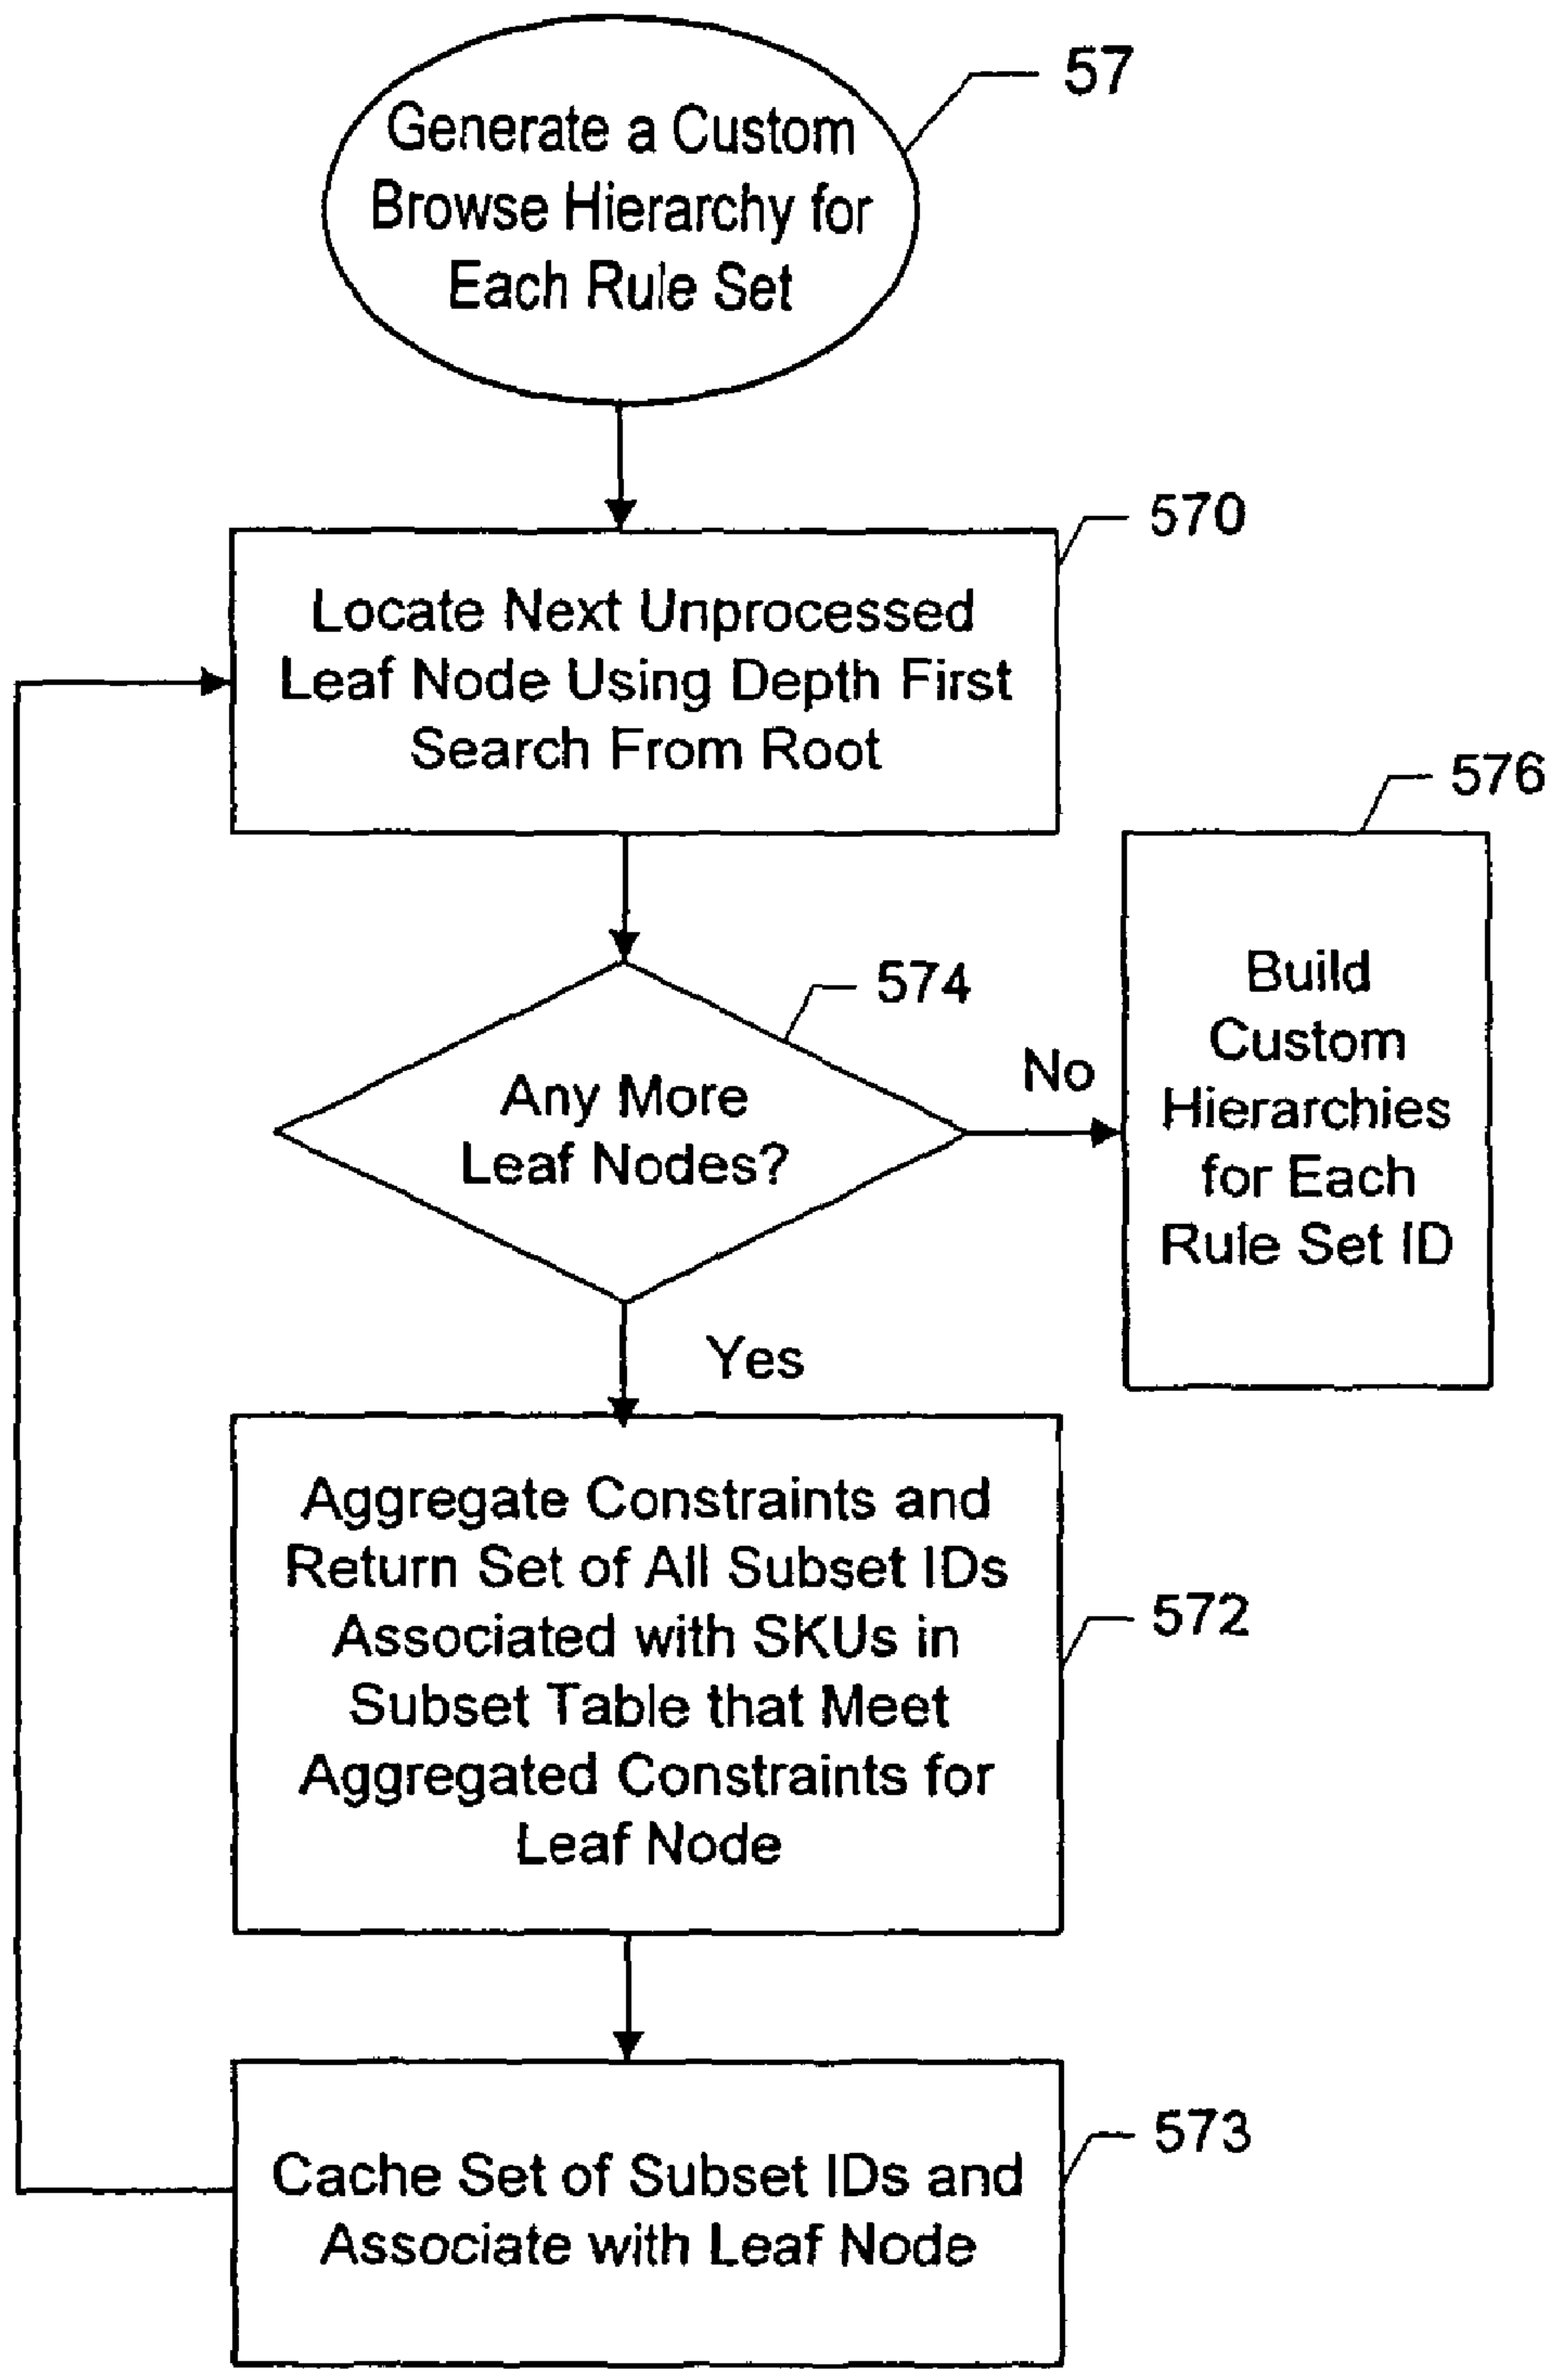 57
Generate a Custom
Browse Hierarchy for
Each Rule Set
570
Locate Next Unprocessed
Leaf Node Using Depth First
Search From Root
576
Build
Custom
Hierarchies
for Each
Rule Set ID
574
Any More
Leaf Nodes?
No
Yes
Aggregate Constraints and
Return Set of All Subset IDs
Associated with SKUs in
Subset Table that Meet
Aggregated Constraints for
Leaf Node
572
573
Cache Set of Subset IDs and
Associate with Leaf Node